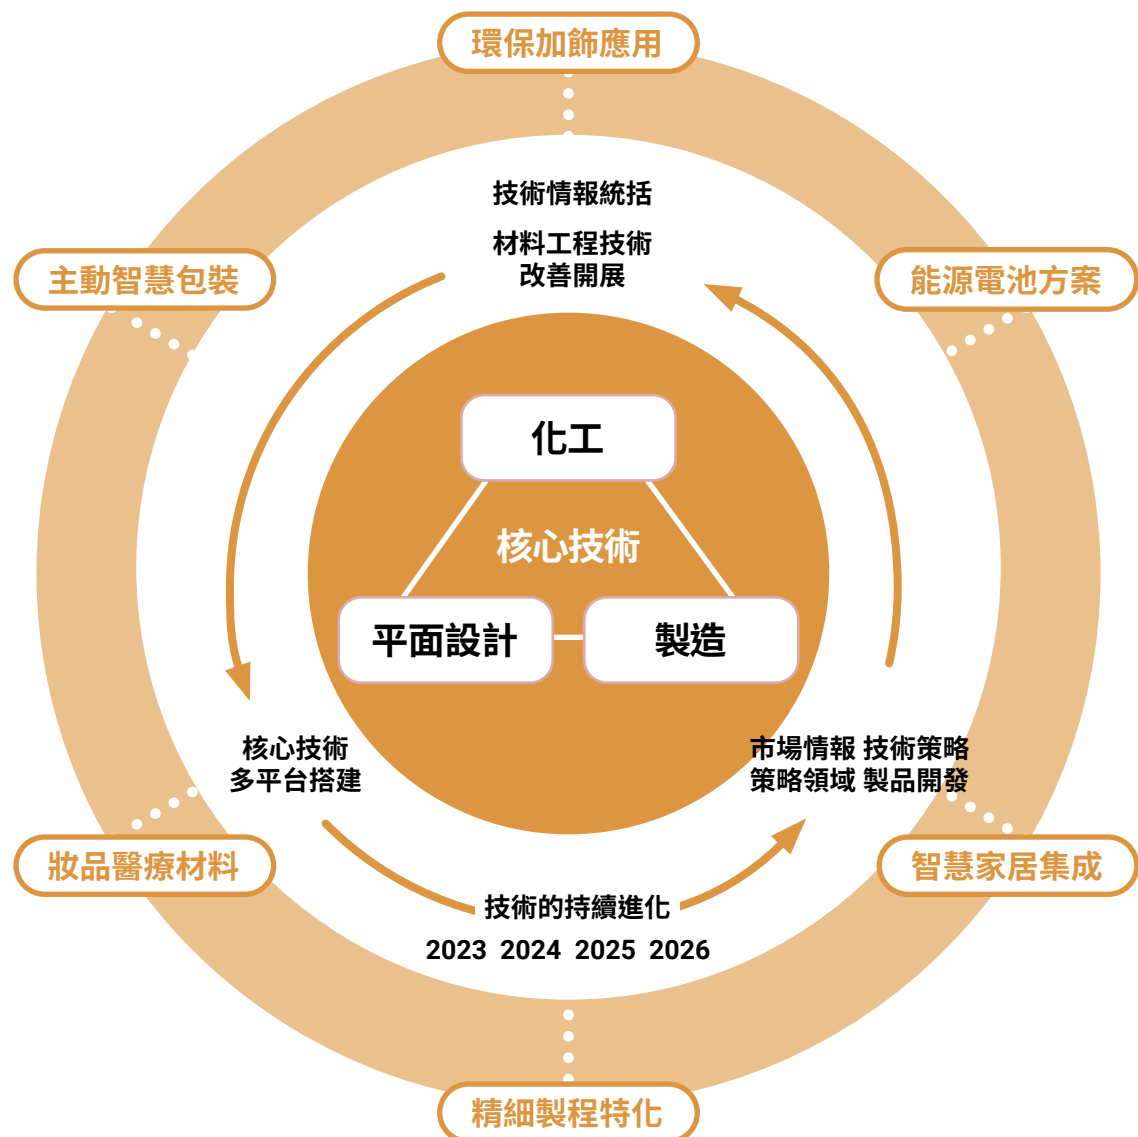 環保加飾應用
技術情報統括
材料工程技術
改善開展
主動智慧包裝
能源電池方案
化工
核心技術
平面設計
製造
核心技術
多平台搭建
市場情報 技術策略
策略領域 製品開發
妝品醫療材料
智慧家居集成
技術的持續進化
2023 2024 2025 2026
精細製程特化